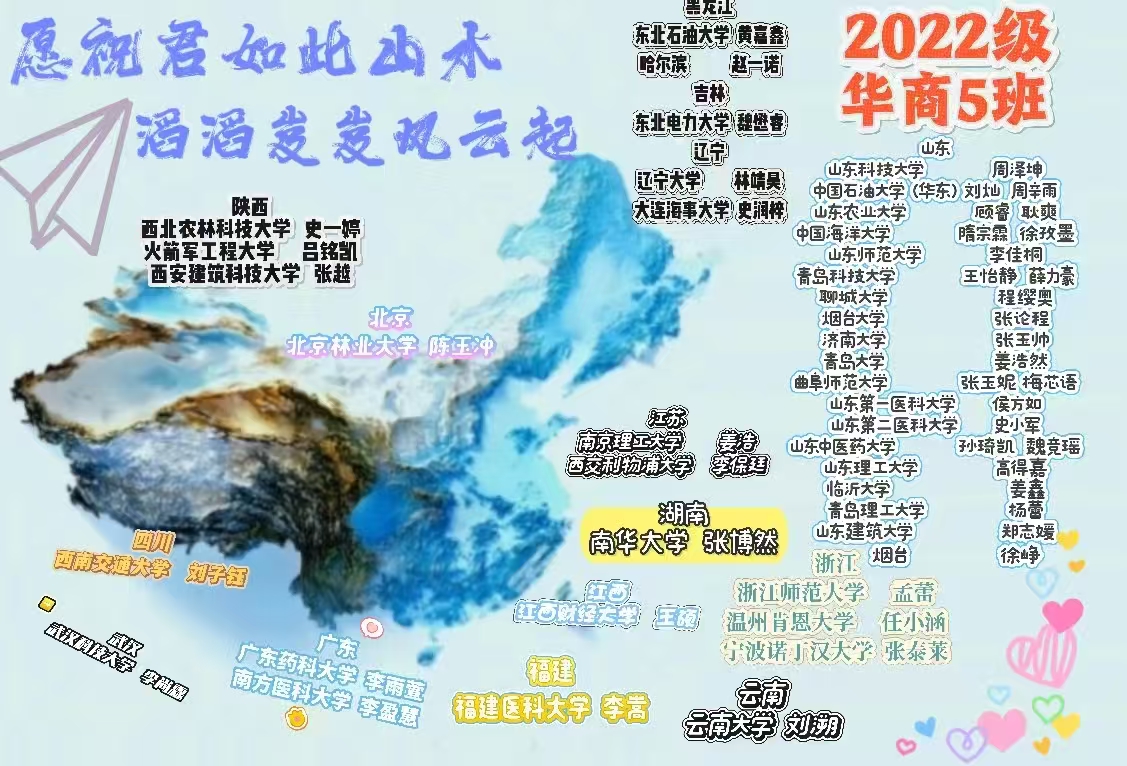 愿祝君如此山水
滔滔岌岌风云起
2022级
华商5班
黑龙江
东北石油大学 黄嘉鑫
哈尔滨 赵一诺
吉林
东北电力大学 魏懋睿
辽宁
辽宁大学 林靖昊
大连海事大学 史润梓
陕西
西北农林科技大学 史一婷
火箭军工程大学 吕铭凯
西安建筑科技大学 张越
北京
北京林业大学 陈玉冲
山东
山东科技大学 周泽坤
中国石油大学(华东) 刘灿 周辛雨
山东农业大学 顾睿 耿爽
中国海洋大学 隋宗霖 徐孜墨
山东师范大学 李佳桐
青岛科技大学 王怡静 薛力豪
聊城大学 程缨奥
烟台大学 张论程
济南大学 张玉帅
青岛大学 姜浩然
曲阜师范大学 张玉妮 梅芯语
山东第一医科大学 侯方如
山东第二医科大学 史小军
山东中医药大学 孙琦凯 魏竞瑶
山东理工大学 高得嘉
临沂大学 姜鑫
青岛理工大学 杨蕾
山东建筑大学 郑志媛
烟台 徐峥
江苏
南京理工大学 姜浩
西交利物浦大学 李保廷
湖南
南华大学 张博然
四川
西南交通大学 刘子钰
江西
江西财经大学 王硕
浙江
浙江师范大学 孟蕾
温州肯恩大学 任小涵
宁波诺丁汉大学 张泰莱
武汉
武汉科技大学 李尚
广东
广东药科大学 李雨萱
南方医科大学 李盈慧
福建
福建医科大学 李嵩
云南
云南大学 刘朔